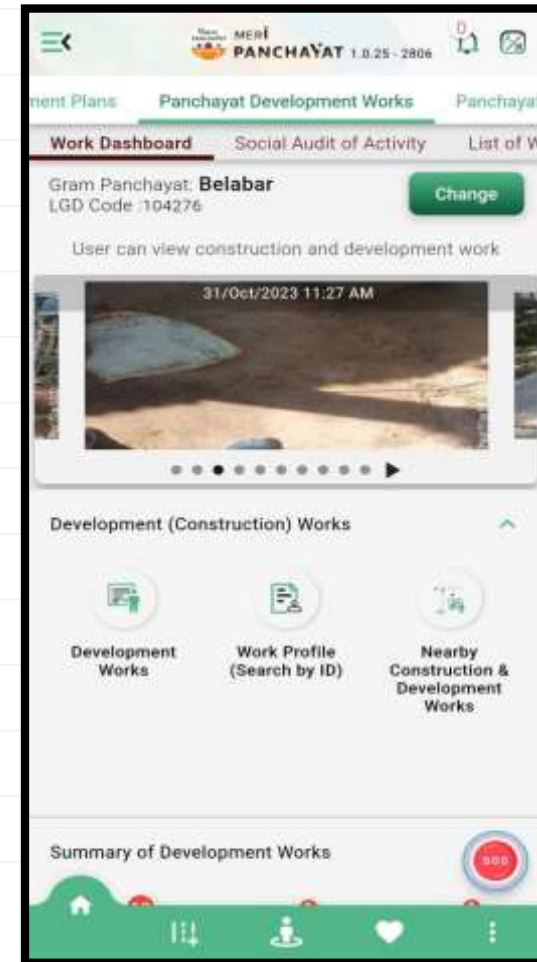 0
MERI
PANCHAYAT 1.0.25 - 2806
ment Plans Panchayat Development Works Panchayat
Work Dashboard Social Audit of Activity List of W
Gram Panchayat: Belabar Change
LGD Code :104276
User can view construction and development work
31/Oct/2023 11:27 AM
Development (Construction) Works
Development Works
Work Profile (Search by ID)
Nearby Construction & Development Works
Summary of Development Works
SOS